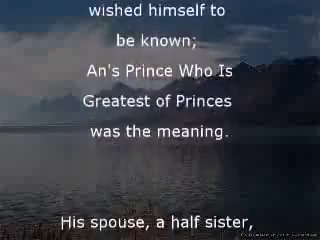 wished himself to
be known;
An's Prince Who Is
Greatest of Princes
was the meaning.
His spouse, a half sister,